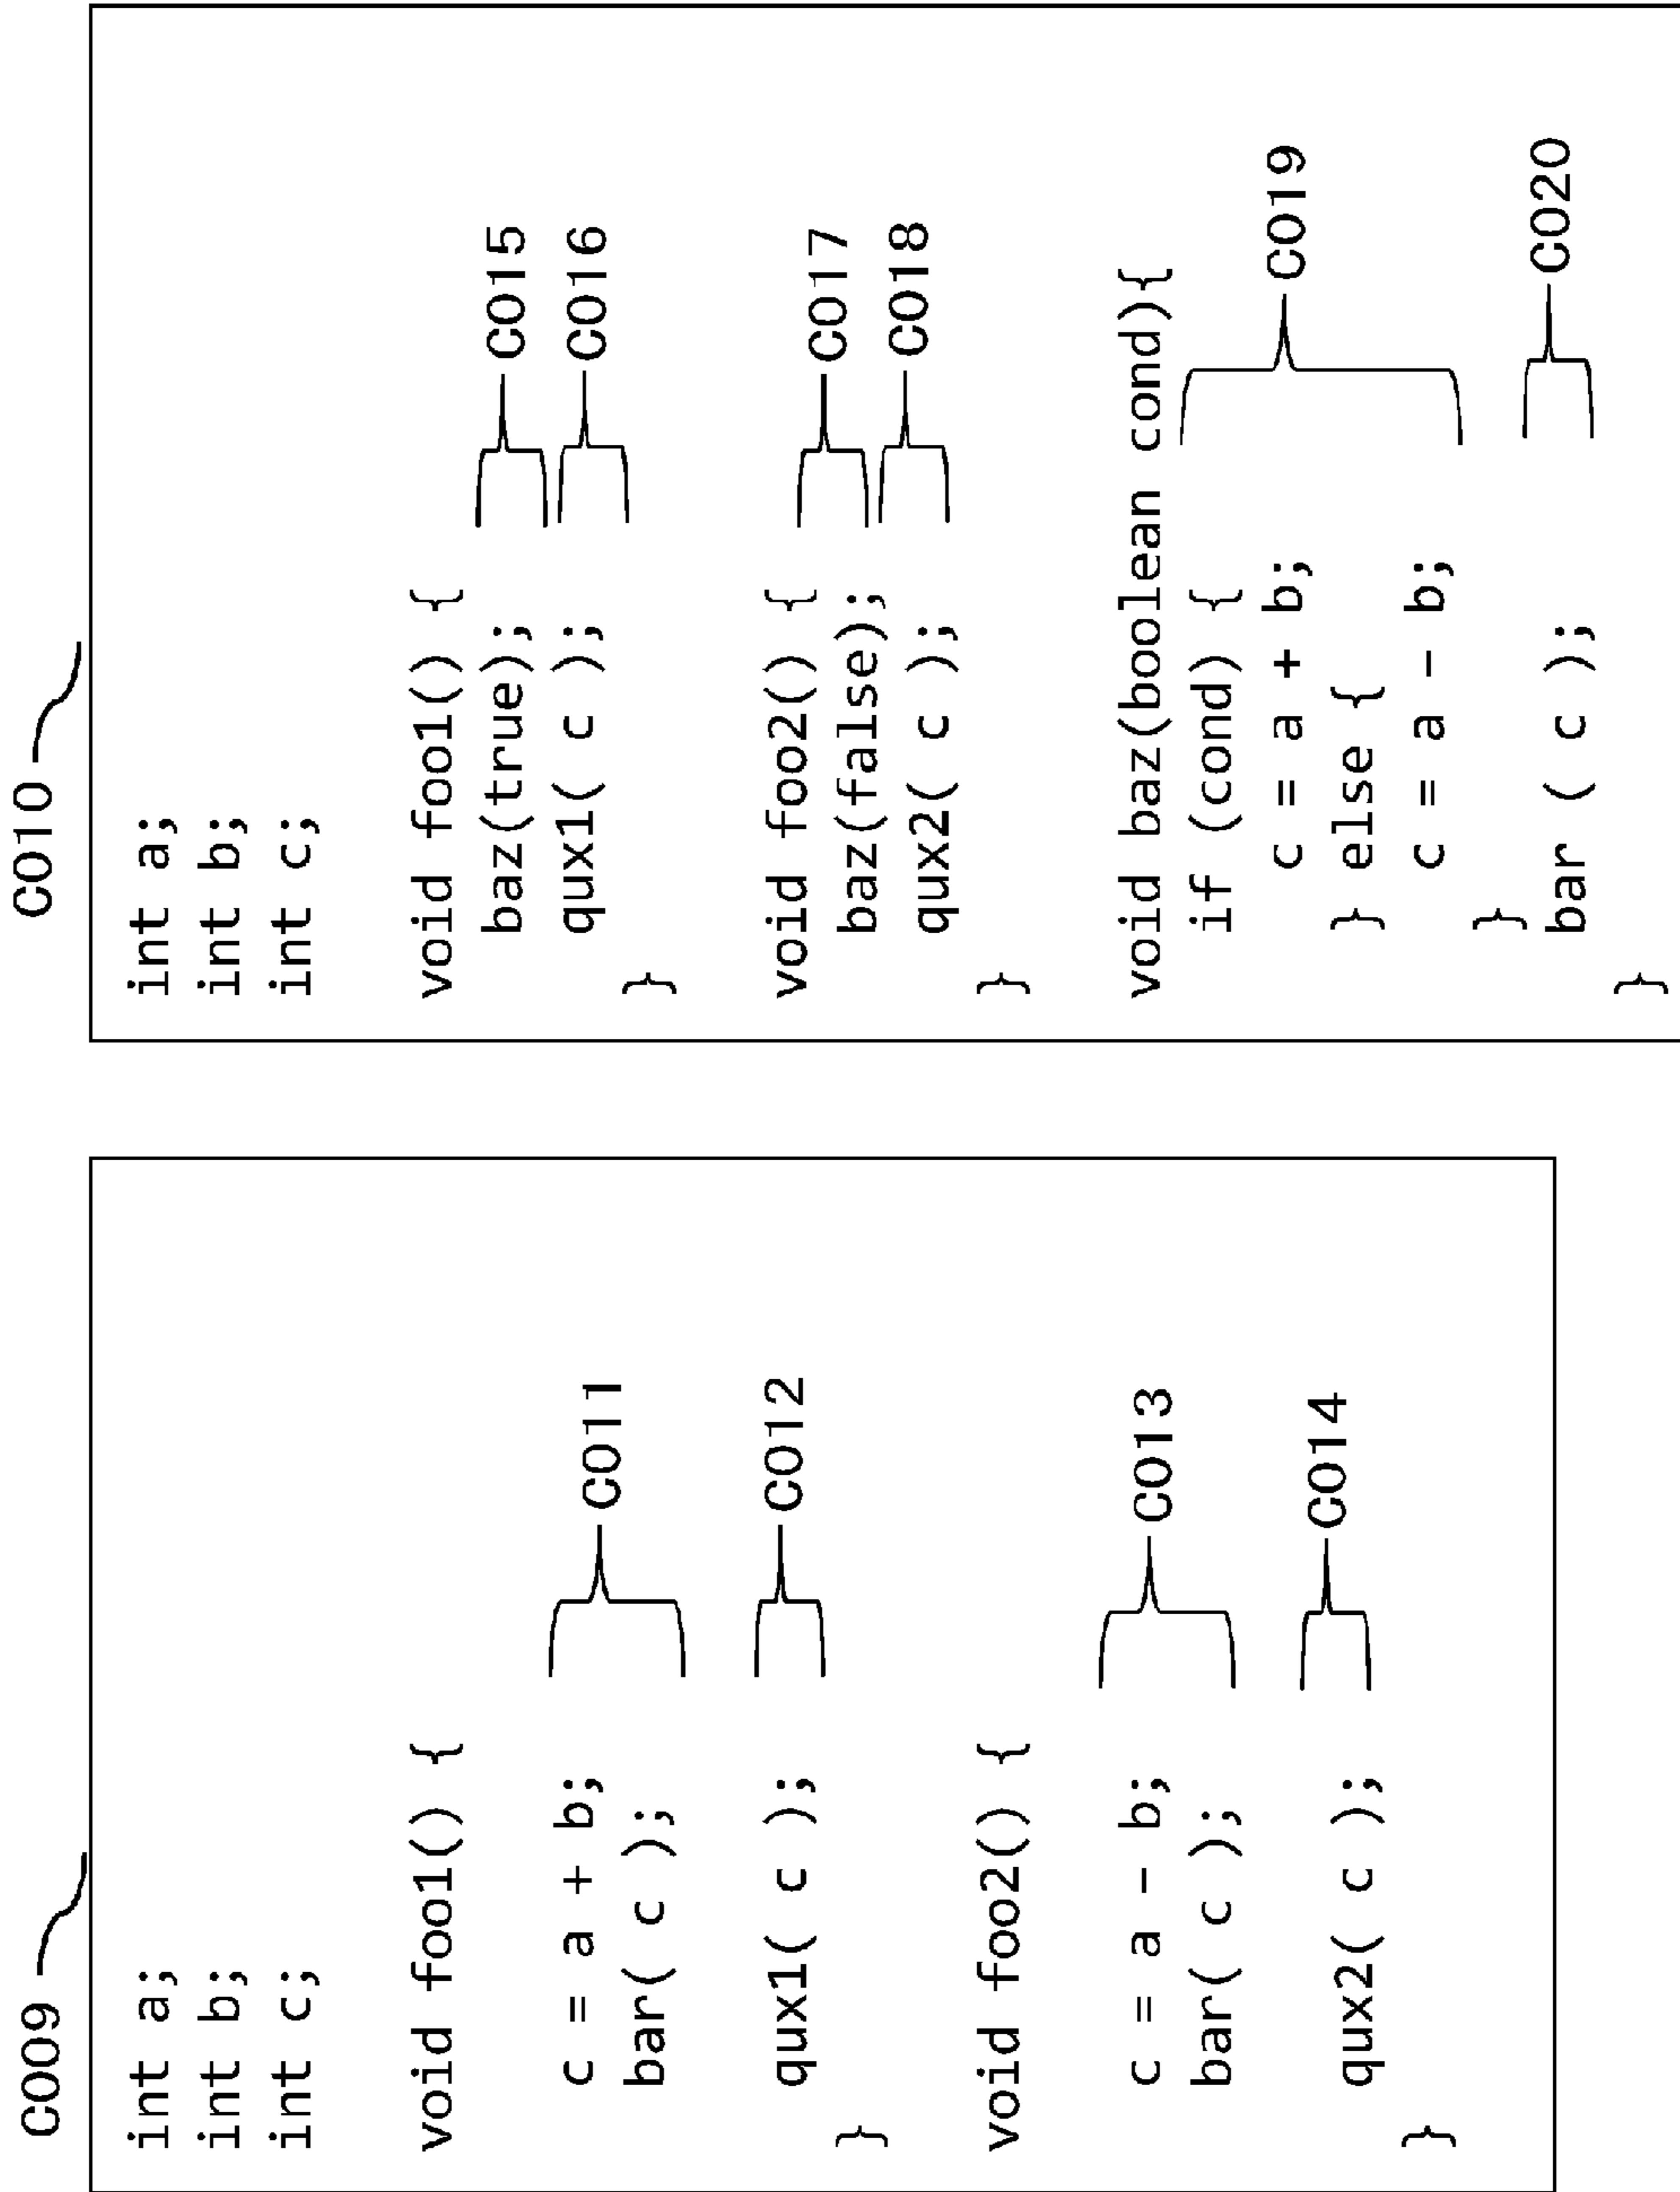 C009
int a;
int b;
int c;
void foo1() {
c = a + b;
bar( c );
C011
qux1( c );
C012
}
void foo2() {
c = a - b;
bar( c );
C013
qux2( c );
C014
}
C010
int a;
int b;
int c;
void foo1() {
baz(true);
C015
qux1( c );
C016
}
void foo2() {
baz(false);
C017
qux2( c );
C018
}
void baz(boolean cond){
if (cond) {
c = a + b;
C019
} else {
c = a - b;
}
bar ( c );
C020
}